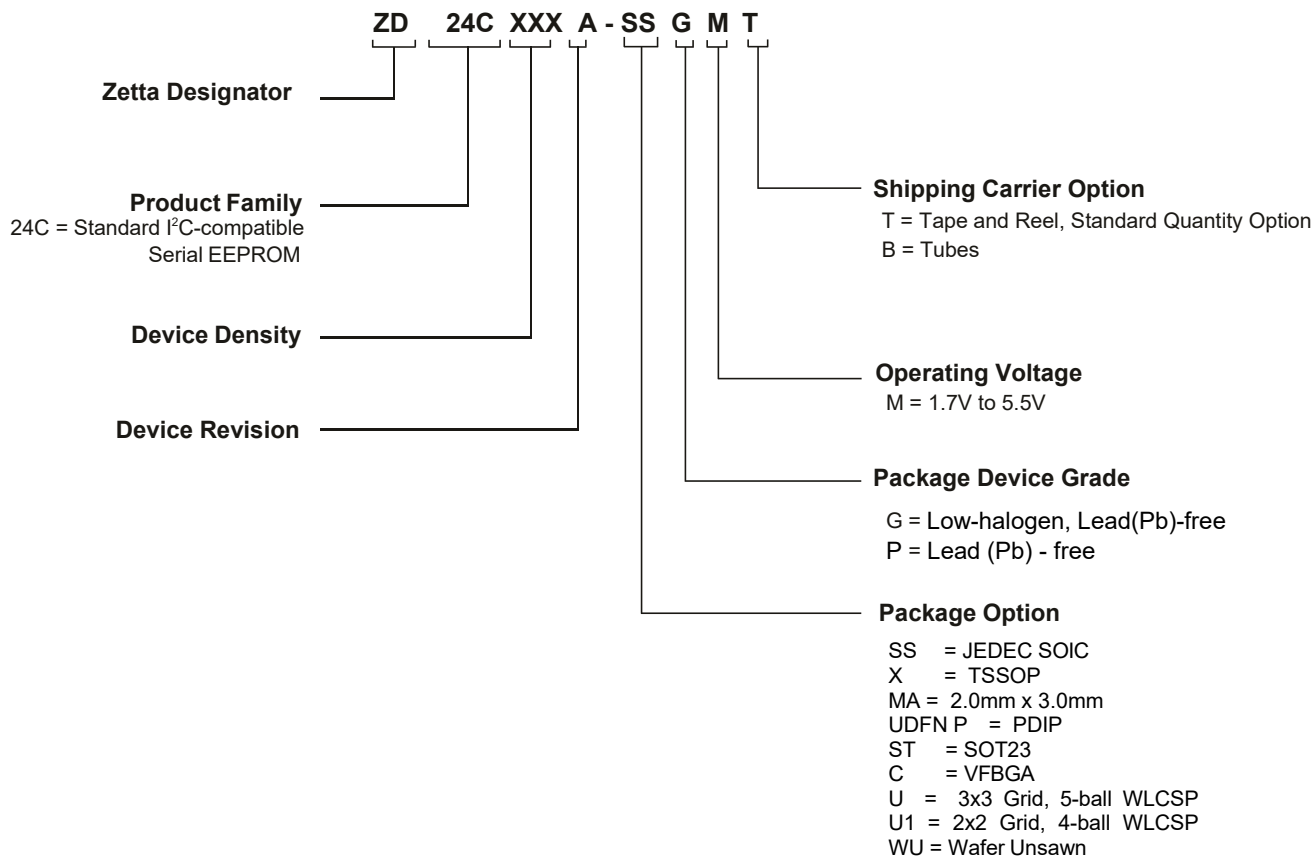 ZD 24C XXX A - SS G M T
Zetta Designator
Product Family
24C = Standard I²C-compatible
Serial EEPROM
Device Density
Device Revision
Shipping Carrier Option
T = Tape and Reel, Standard Quantity Option
B = Tubes
Operating Voltage
M = 1.7V to 5.5V
Package Device Grade
G = Low-halogen, Lead(Pb)-free
P = Lead (Pb) - free
Package Option
SS = JEDEC SOIC
X = TSSOP
MA = 2.0mm x 3.0mm
UDFN P = PDIP
ST = SOT23
C = VFBGA
U = 3x3 Grid, 5-ball WLCSP
U1 = 2x2 Grid, 4-ball WLCSP
WU = Wafer Unsawn